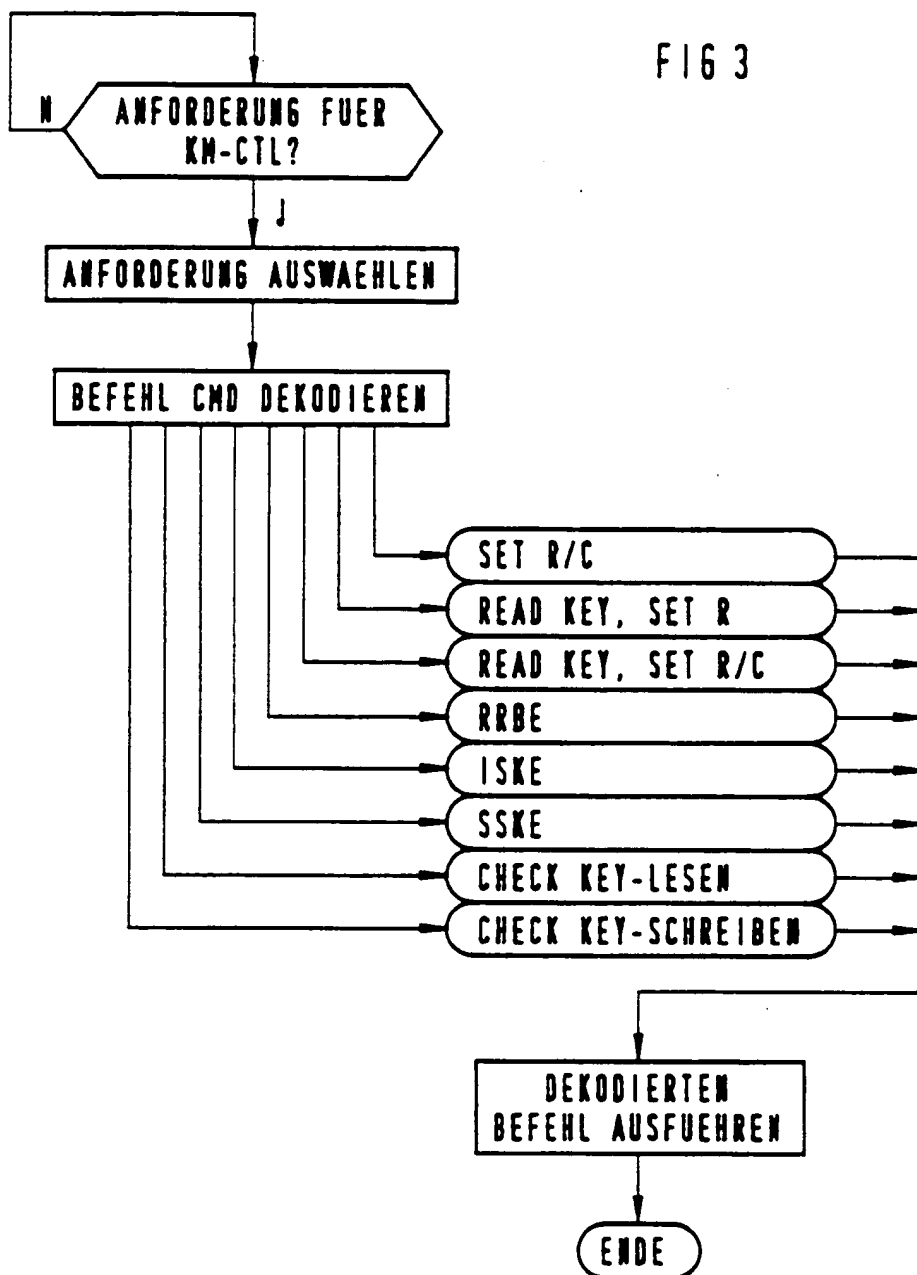 FIG 3
N
ANFORDERUNG FUER
KM-CTL?
J
ANFORDERUNG AUSWAEHLEN
BEFEHL CMD DEKODIEREN
SET R/C
READ KEY, SET R
READ KEY, SET R/C
RRBE
ISKE
SSKE
CHECK KEY-LESEN
CHECK KEY-SCHREIBEN
DEKODIERTEN
BEFEHL AUSFUEHREN
ENDE